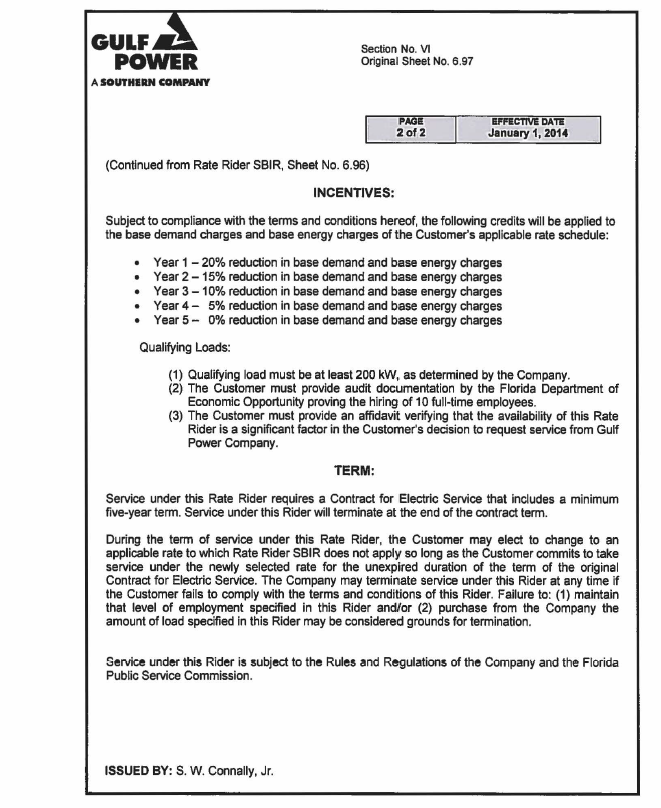 GULF
POWER
A SOUTHERN COMPANY
Section No. VI
Original Sheet No. 6.97
PAGE
2 of 2
EFFECTIVE DATE
January 1, 2014
(Continued from Rate Rider SBIR, Sheet No. 6.96)
INCENTIVES:
Subject to compliance with the terms and conditions hereof, the following credits will be applied to
the base demand charges and base energy charges of the Customer's applicable rate schedule:
• Year 1 – 20% reduction in base demand and base energy charges
• Year 2 – 15% reduction in base demand and base energy charges
• Year 3 – 10% reduction in base demand and base energy charges
• Year 4 – 5% reduction in base demand and base energy charges
• Year 5 – 0% reduction in base demand and base energy charges
Qualifying Loads:
(1) Qualifying load must be at least 200 kW, as determined by the Company.
(2) The Customer must provide audit documentation by the Florida Department of
Economic Opportunity proving the hiring of 10 full-time employees.
(3) The Customer must provide an affidavit verifying that the availability of this Rate
Rider is a significant factor in the Customer's decision to request service from Gulf
Power Company.
TERM:
Service under this Rate Rider requires a Contract for Electric Service that includes a minimum
five-year term. Service under this Rider will terminate at the end of the contract term.
During the term of service under this Rate Rider, the Customer may elect to change to an
applicable rate to which Rate Rider SBIR does not apply so long as the Customer commits to take
service under the newly selected rate for the unexpired duration of the term of the original
Contract for Electric Service. The Company may terminate service under this Rider at any time if
the Customer fails to comply with the terms and conditions of this Rider. Failure to: (1) maintain
that level of employment specified in this Rider and/or (2) purchase from the Company the
amount of load specified in this Rider may be considered grounds for termination.
Service under this Rider is subject to the Rules and Regulations of the Company and the Florida
Public Service Commission.
ISSUED BY: S. W. Connally, Jr.